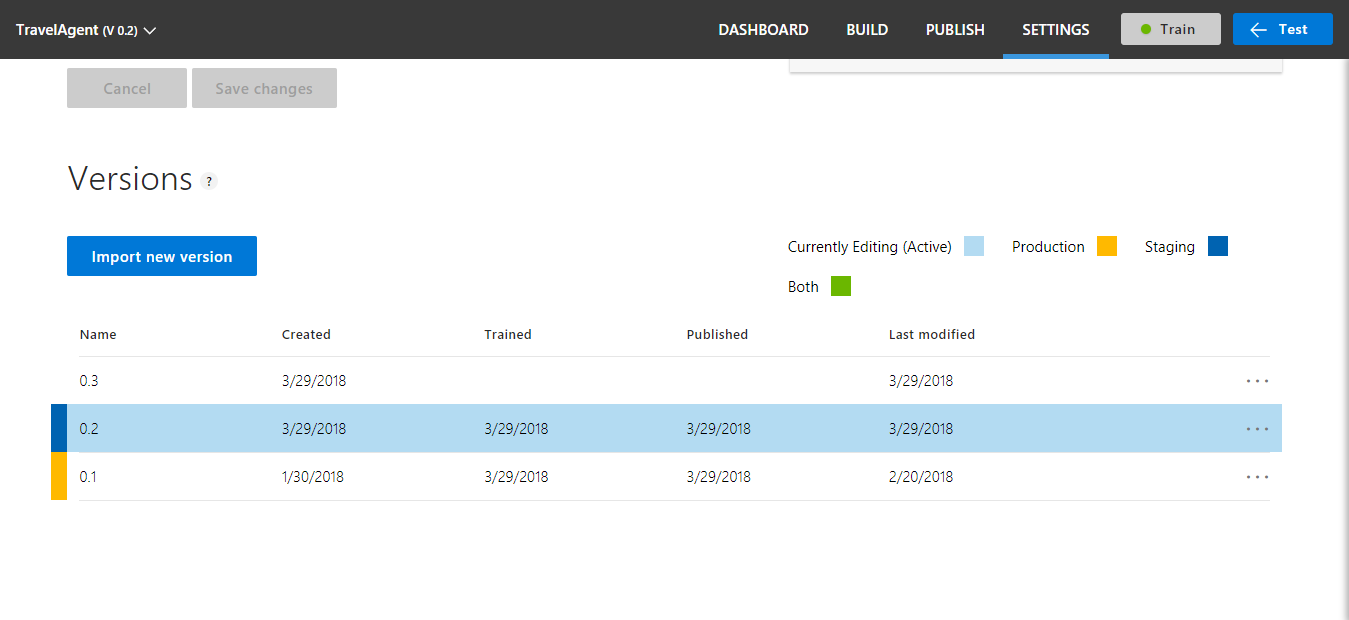 TravelAgent (V 0.2) DASHBOARD BUILD PUBLISH SETTINGS Train Test
Cancel Save changes
Versions ?
Import new version
Currently Editing (Active) Production Staging
Both
Name Created Trained Published Last modified
0.3 3/29/2018 3/29/2018 ...
0.2 3/29/2018 3/29/2018 3/29/2018 3/29/2018 ...
0.1 1/30/2018 3/29/2018 3/29/2018 2/20/2018 ...